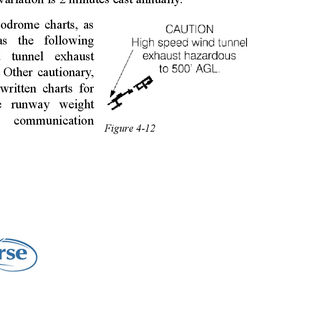 variation is 2 minutes east annually.
odrome charts, as
as the following
tunnel exhaust
Other cautionary,
written charts for
runway weight
communication
CAUTION
High speed wind tunnel
exhaust hazardous
to 500' AGL.
Figure 4-12
rse